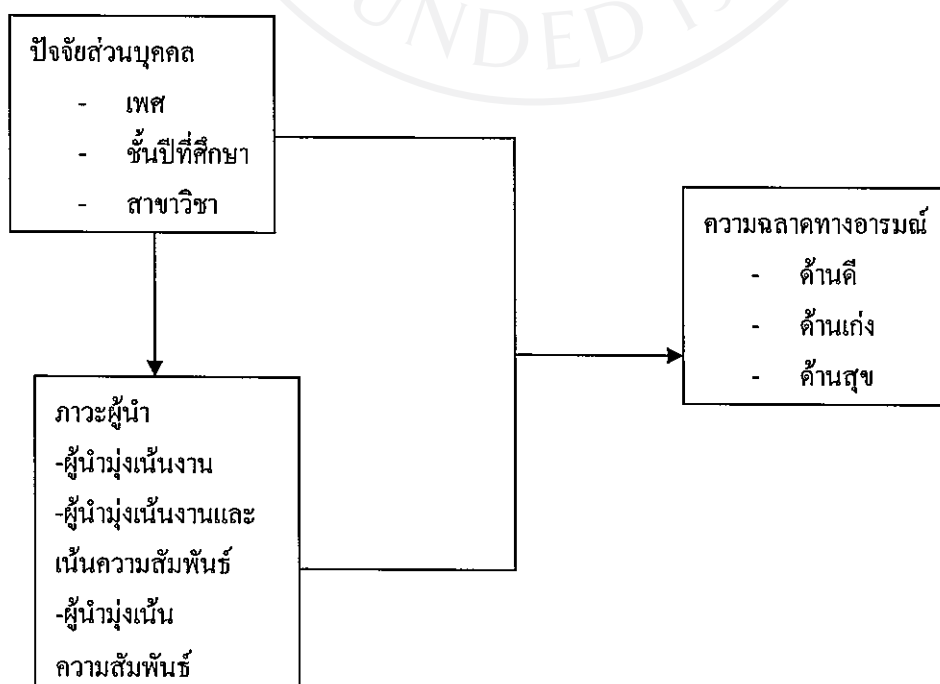 UNDED
ปัจจัยส่วนบุคคล
- เพศ
- ชั้นปีที่ศึกษา
- สาขาวิชา
ความฉลาดทางอารมณ์
- ด้านดี
- ด้านเก่ง
- ด้านสุข
ภาวะผู้นำ
-ผู้นำมุ่งเน้นงาน
-ผู้นำมุ่งเน้นงานและ
เน้นความสัมพันธ์
-ผู้นำมุ่งเน้น
ความสัมพันธ์